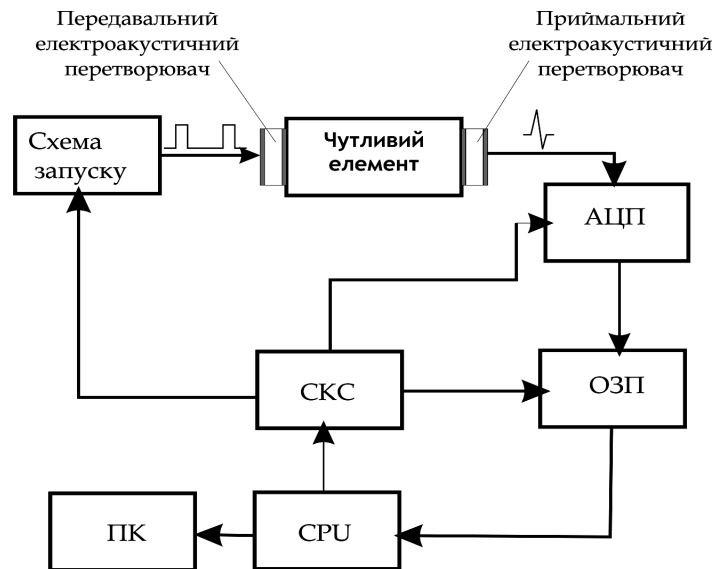 Передавальний
електроакустичний
перетворювач
Приймальний
електроакустичний
перетворювач
Схема
запуску
Чутливий
елемент
АЦП
СКС
ОЗП
ПК
CPU